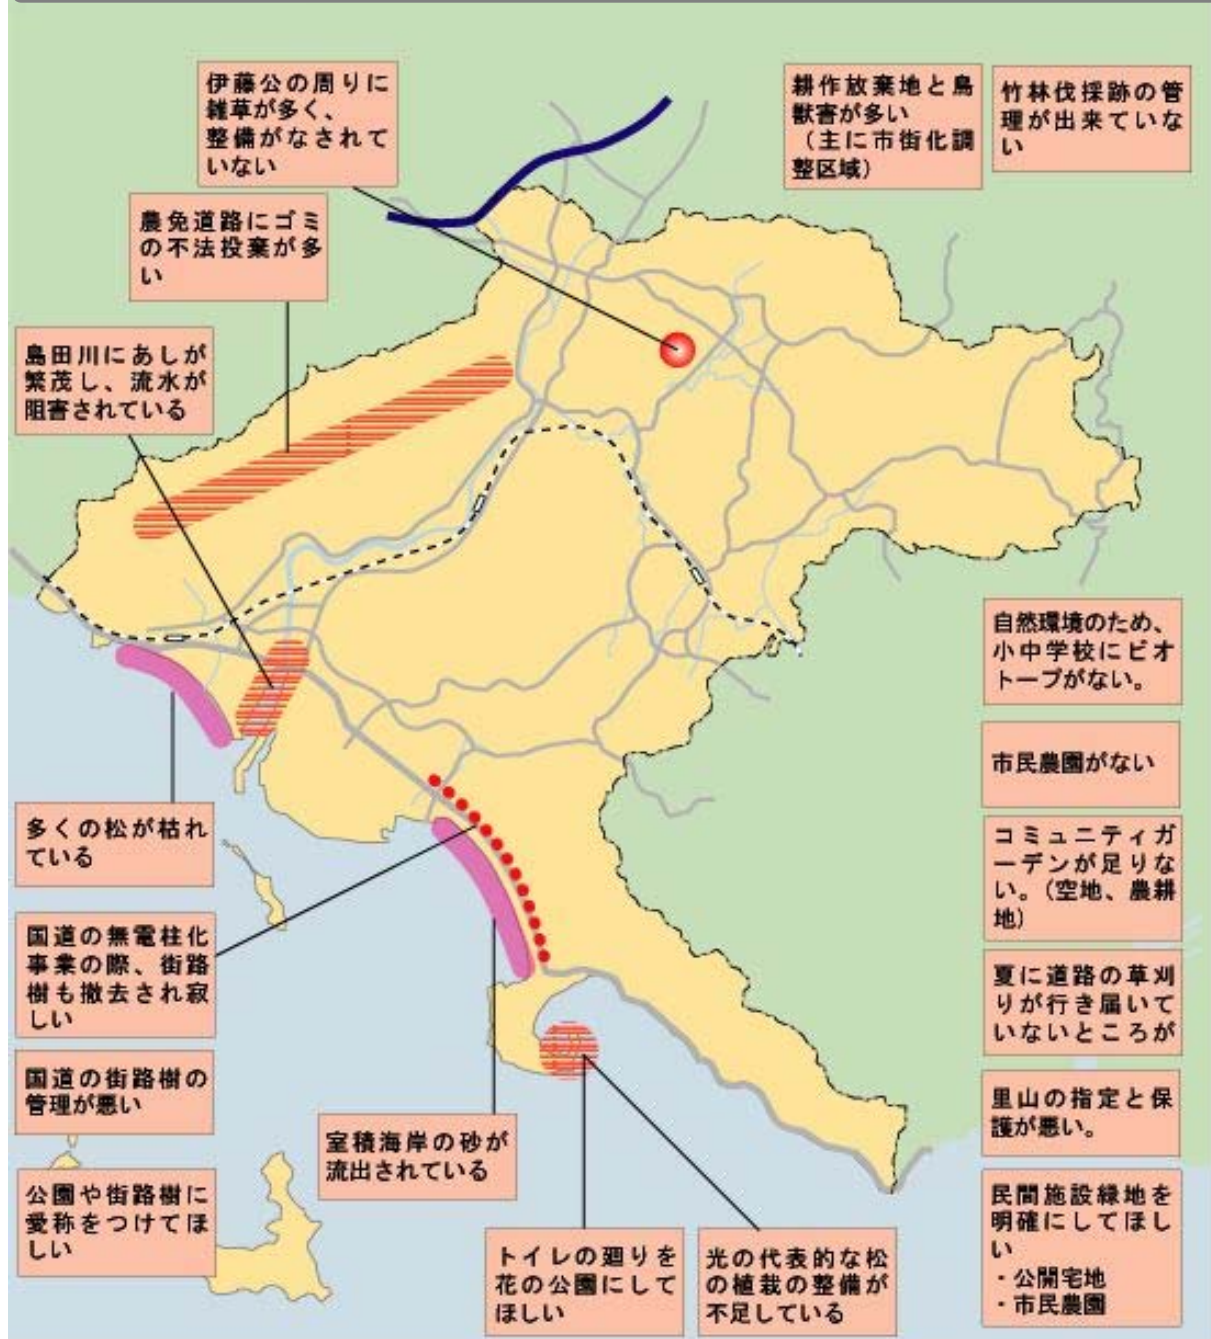 伊藤公の周りに
雑草が多く、
整備がなされて
いない
耕作放棄地と鳥
獣害が多い
（主に市街化調
整区域）
竹林伐採跡の管
理が出来ていな
い
農免道路にゴミ
の不法投棄が多
い
島田川にあしが
繁茂し、流水が
阻害されている
自然環境のため、
小中学校にビオ
トープがない。
市民農園がない
多くの松が枯れ
ている
コミュニティガ
ーデンが足りな
い。（空地、農耕
地）
国道の無電柱化
事業の際、街路
樹も撤去され寂
しい
夏に道路の草刈
りが行き届いて
いないところが
国道の街路樹の
管理が悪い
里山の指定と保
護が悪い。
室積海岸の砂が
流出されている
公園や街路樹に
愛称をつけてほ
しい
民間施設緑地を
明確にしてほし
い
・公開宅地
・市民農園
トイレの廻りを
花の公園にして
ほしい
光の代表的な松
の植栽の整備が
不足している